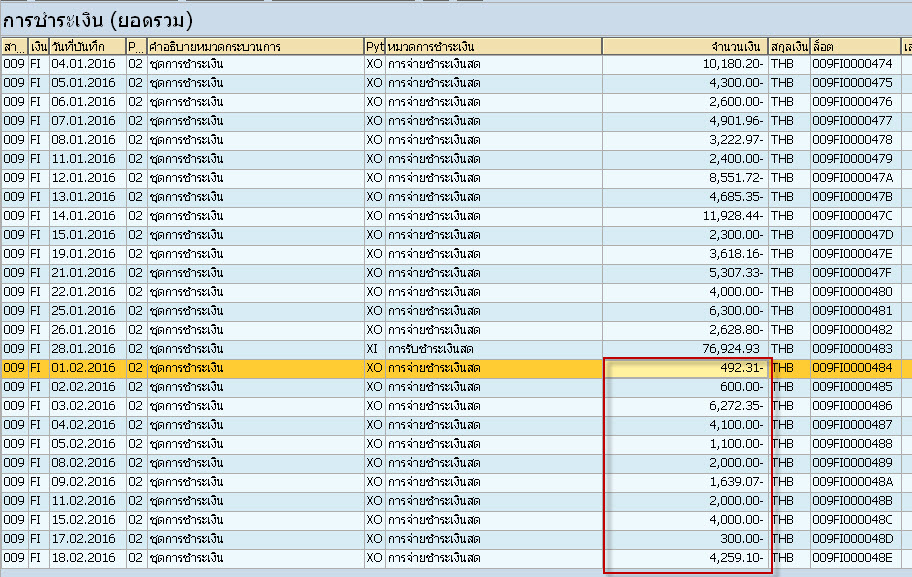 การชำระเงิน (ยอดรวม)
สา... เงิน วันที่บันทึก P... คำอธิบายหมวดกระบวนการ Pyt หมวดการชำระเงิน จำนวนเงิน สกุลเงิน ล็อต
009 FI 04.01.2016 02 ชุดการชำระเงิน XO การจ่ายชำระเงินสด 10,180.20- THB 009FI0000474
009 FI 05.01.2016 02 ชุดการชำระเงิน XO การจ่ายชำระเงินสด 4,300.00- THB 009FI0000475
009 FI 06.01.2016 02 ชุดการชำระเงิน XO การจ่ายชำระเงินสด 2,600.00- THB 009FI0000476
009 FI 07.01.2016 02 ชุดการชำระเงิน XO การจ่ายชำระเงินสด 4,901.96- THB 009FI0000477
009 FI 08.01.2016 02 ชุดการชำระเงิน XO การจ่ายชำระเงินสด 3,222.97- THB 009FI0000478
009 FI 11.01.2016 02 ชุดการชำระเงิน XO การจ่ายชำระเงินสด 2,400.00- THB 009FI0000479
009 FI 12.01.2016 02 ชุดการชำระเงิน XO การจ่ายชำระเงินสด 8,551.72- THB 009FI000047A
009 FI 13.01.2016 02 ชุดการชำระเงิน XO การจ่ายชำระเงินสด 4,685.35- THB 009FI000047B
009 FI 14.01.2016 02 ชุดการชำระเงิน XO การจ่ายชำระเงินสด 11,928.44- THB 009FI000047C
009 FI 15.01.2016 02 ชุดการชำระเงิน XO การจ่ายชำระเงินสด 2,300.00- THB 009FI000047D
009 FI 19.01.2016 02 ชุดการชำระเงิน XO การจ่ายชำระเงินสด 3,618.16- THB 009FI000047E
009 FI 21.01.2016 02 ชุดการชำระเงิน XO การจ่ายชำระเงินสด 5,307.33- THB 009FI000047F
009 FI 22.01.2016 02 ชุดการชำระเงิน XO การจ่ายชำระเงินสด 4,000.00- THB 009FI0000480
009 FI 25.01.2016 02 ชุดการชำระเงิน XO การจ่ายชำระเงินสด 6,300.00- THB 009FI0000481
009 FI 26.01.2016 02 ชุดการชำระเงิน XO การจ่ายชำระเงินสด 2,628.80- THB 009FI0000482
009 FI 28.01.2016 02 ชุดการชำระเงิน XI การรับชำระเงินสด 76,924.93 THB 009FI0000483
009 FI 01.02.2016 02 ชุดการชำระเงิน XO การจ่ายชำระเงินสด 492.31- THB 009FI0000484
009 FI 02.02.2016 02 ชุดการชำระเงิน XO การจ่ายชำระเงินสด 600.00- THB 009FI0000485
009 FI 03.02.2016 02 ชุดการชำระเงิน XO การจ่ายชำระเงินสด 6,272.35- THB 009FI0000486
009 FI 04.02.2016 02 ชุดการชำระเงิน XO การจ่ายชำระเงินสด 4,100.00- THB 009FI0000487
009 FI 05.02.2016 02 ชุดการชำระเงิน XO การจ่ายชำระเงินสด 1,100.00- THB 009FI0000488
009 FI 08.02.2016 02 ชุดการชำระเงิน XO การจ่ายชำระเงินสด 2,000.00- THB 009FI0000489
009 FI 09.02.2016 02 ชุดการชำระเงิน XO การจ่ายชำระเงินสด 1,639.07- THB 009FI000048A
009 FI 11.02.2016 02 ชุดการชำระเงิน XO การจ่ายชำระเงินสด 2,000.00- THB 009FI000048B
009 FI 15.02.2016 02 ชุดการชำระเงิน XO การจ่ายชำระเงินสด 4,000.00- THB 009FI000048C
009 FI 17.02.2016 02 ชุดการชำระเงิน XO การจ่ายชำระเงินสด 300.00- THB 009FI000048D
009 FI 18.02.2016 02 ชุดการชำระเงิน XO การจ่ายชำระเงินสด 4,259.10- THB 009FI000048E